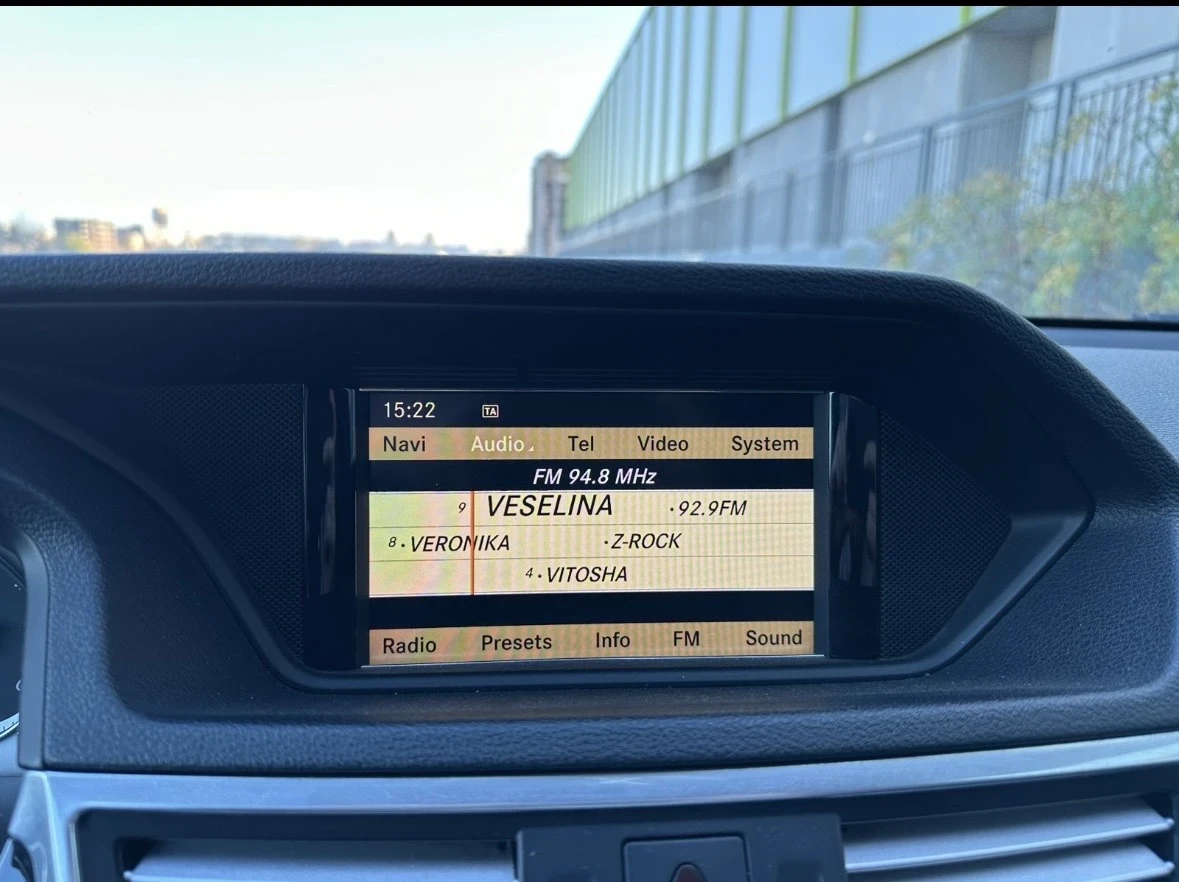 15:22 TA
Navi Audio Tel Video System
FM 94.8 MHz
9 VESELINA ·92.9FM
8·VERONIKA ·Z-ROCK
4·VITOSHA
Radio Presets Info FM Sound